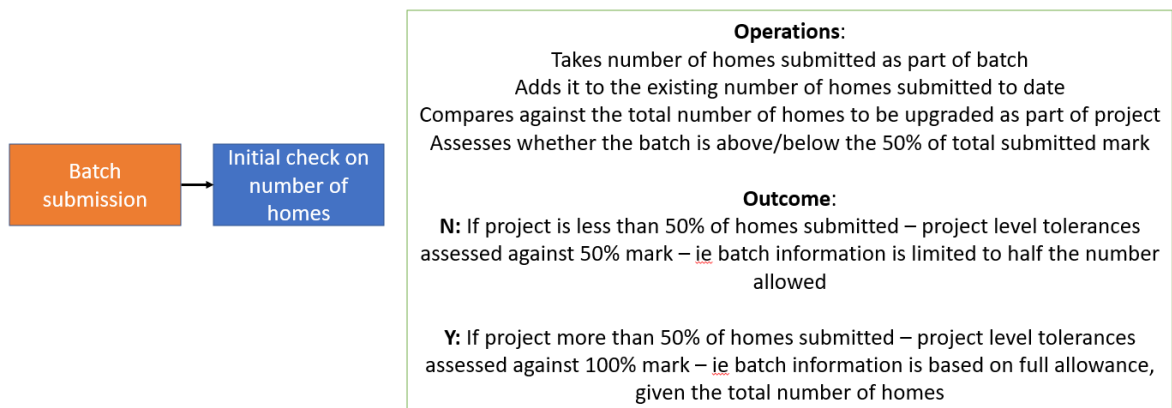 Batch
submission
Initial check on
number of
homes
Operations:
Takes number of homes submitted as part of batch
Adds it to the existing number of homes submitted to date
Compares against the total number of homes to be upgraded as part of project
Assesses whether the batch is above/below the 50% of total submitted mark
Outcome:
N: If project is less than 50% of homes submitted – project level tolerances
assessed against 50% mark – ie batch information is limited to half the number
allowed
Y: If project more than 50% of homes submitted – project level tolerances
assessed against 100% mark – ie batch information is based on full allowance,
given the total number of homes